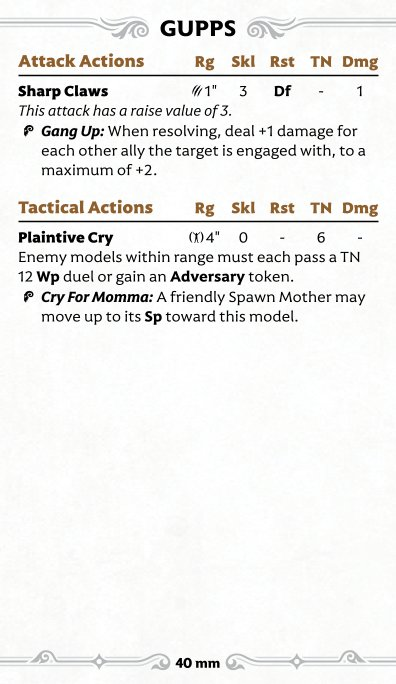 GUPPS
Attack Actions Rg Skl Rst TN Dmg
Sharp Claws 1" 3 Df - 1
This attack has a raise value of 3.
Gang Up: When resolving, deal +1 damage for
each other ally the target is engaged with, to a
maximum of +2.
Tactical Actions Rg Skl Rst TN Dmg
Plaintive Cry 4" 0 - 6 -
Enemy models within range must each pass a TN
12 Wp duel or gain an Adversary token.
Cry For Momma: A friendly Spawn Mother may
move up to its Sp toward this model.
40 mm